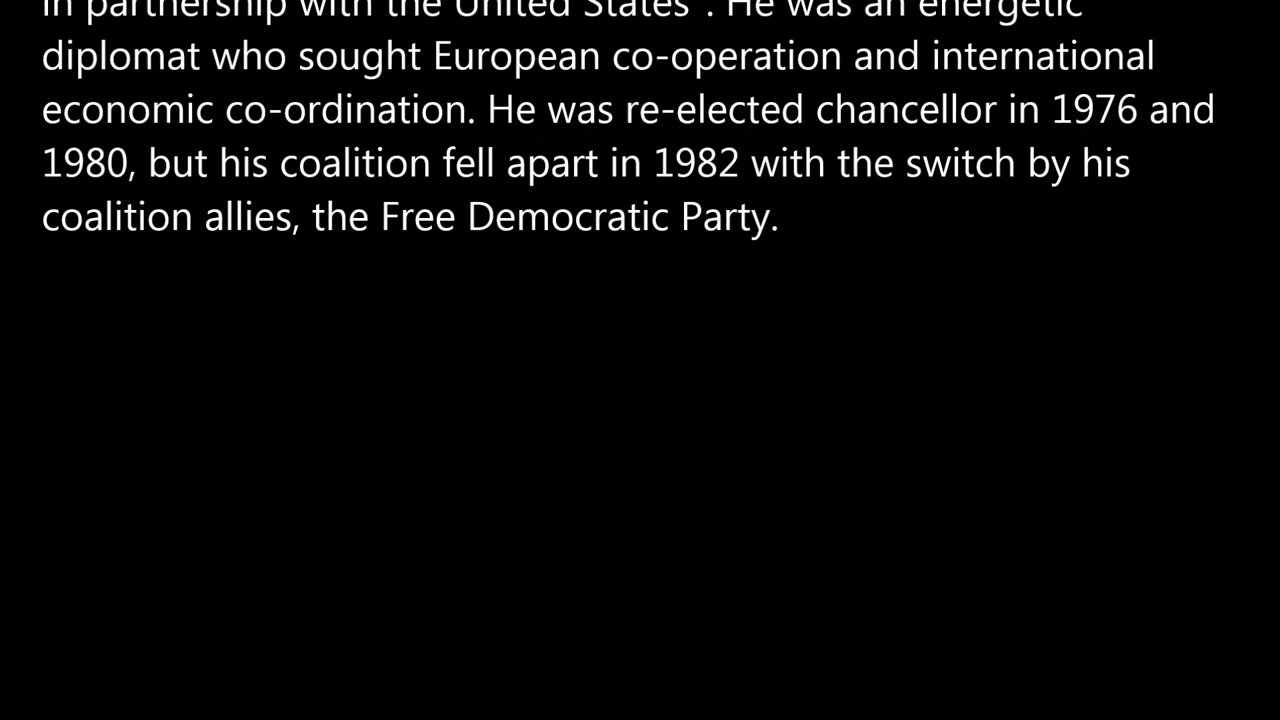 in partnership with the United States". He was an energetic
diplomat who sought European co-operation and international
economic co-ordination. He was re-elected chancellor in 1976 and
1980, but his coalition fell apart in 1982 with the switch by his
coalition allies, the Free Democratic Party.